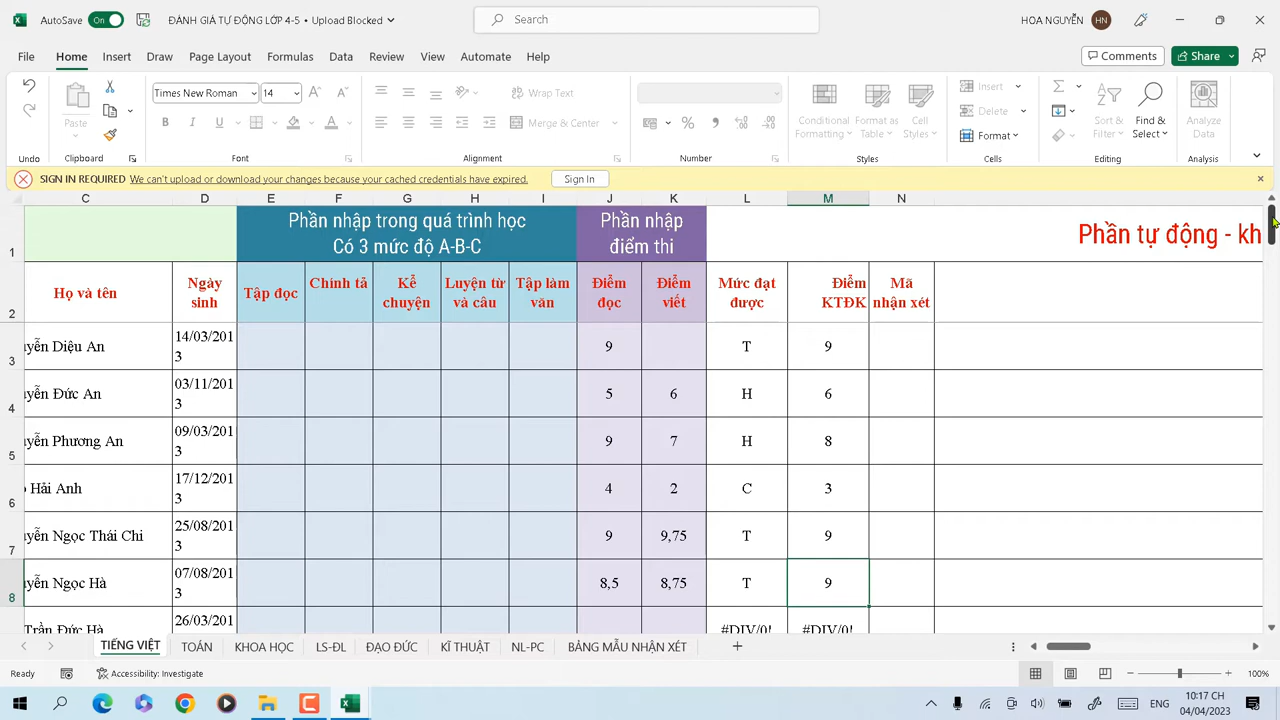 AutoSave On ĐÁNH GIÁ TỰ ĐỘNG LỚP 4-5 • Upload Blocked Search HOA NGUYỄN HN
File Home Insert Draw Page Layout Formulas Data Review View Automate Help Comments Share
Times New Roman 14 Wrap Text Insert
Paste Merge & Center Conditional Formatting Format as Table Cell Styles Delete Sort & Filter Find & Select Analyze Data
Format
Undo Clipboard Font Alignment Number Styles Cells Editing Analysis
SIGN IN REQUIRED We can't upload or download your changes because your cached credentials have expired. Sign In
C D E F G H I J K L M N
1 Phần nhập trong quá trình học Phần nhập
Có 3 mức độ A-B-C điểm thi Phần tự động - kh
2 Họ và tên Ngày sinh Tập đọc Chính tả Kể chuyện Luyện từ và câu Tập làm văn Điểm đọc Điểm viết Mức đạt được Điểm KTĐK Mã nhận xét
3 yễn Diệu An 14/03/2013 9 T 9
4 yễn Đức An 03/11/2013 5 6 H 6
5 yễn Phương An 09/03/2013 9 7 H 8
6 Hải Anh 17/12/2013 4 2 C 3
7 yễn Ngọc Thái Chi 25/08/2013 9 9,75 T 9
8 yễn Ngọc Hà 07/08/2013 8,5 8,75 T 9
Trần Đức Hà 26/03/201 #DIV/0! #DIV/0!
TIẾNG VIỆT TOÁN KHOA HỌC LS-ĐL ĐẠO ĐỨC KĨ THUẬT NL-PC BẢNG MẪU NHẬN XÉT
Ready Accessibility: Investigate 100%
ENG 10:17 CH
04/04/2023